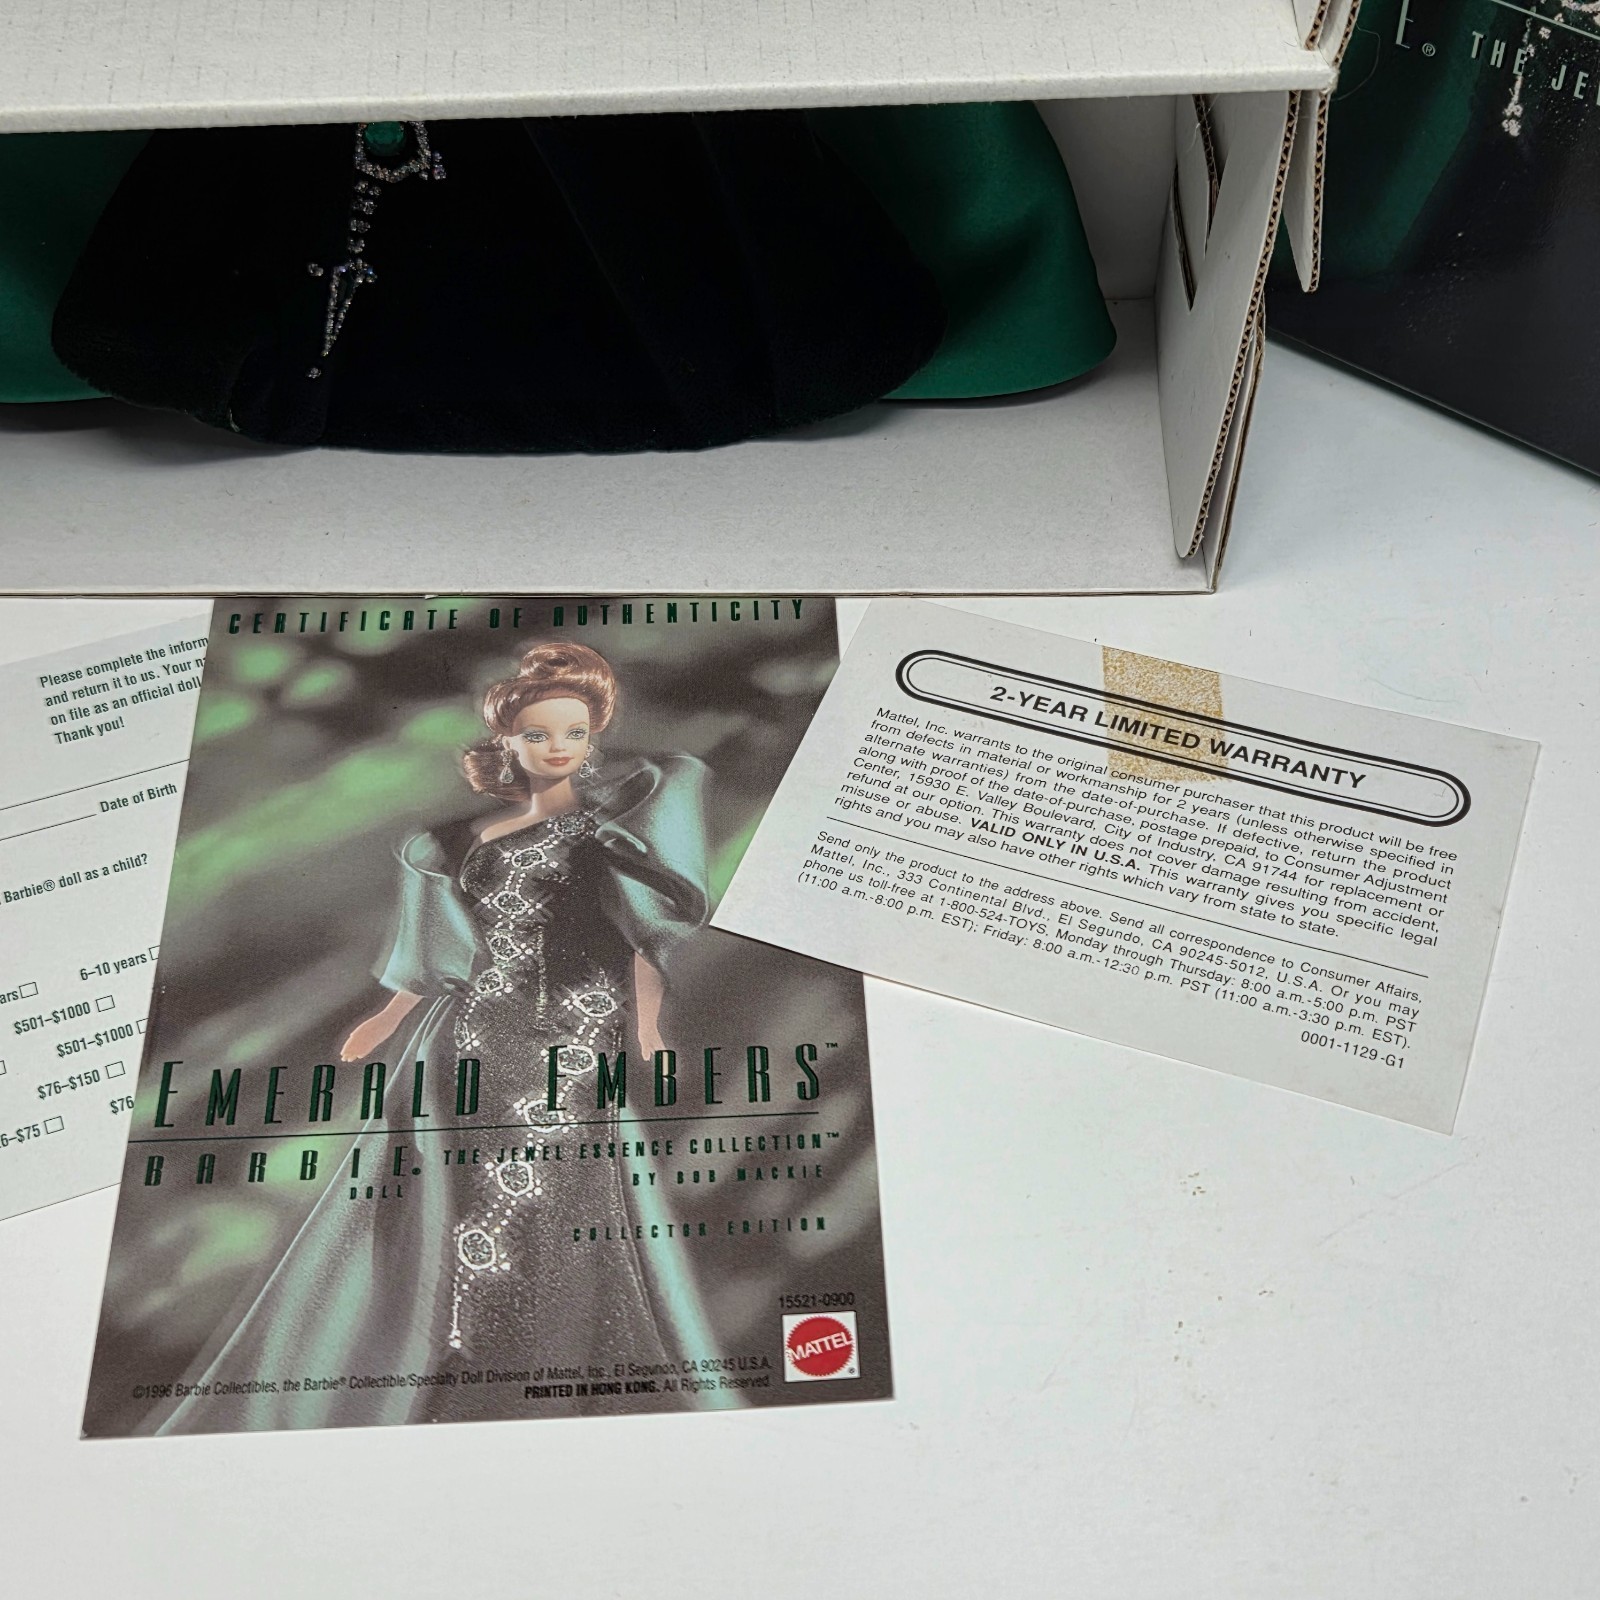 E® THE JE
Please complete the inform
and return it to us. Your n
on file as an official doll
Thank you!
Date of Birth
Barbie® doll as a child?
6–10 years
ars
$501–$1000
$501–$1000
$76–$150
$76
6–$75
CERTIFICATE OF AUTHENTICITY
EMERALD EMBERS™
BARBIE® THE JEWEL ESSENCE COLLECTION™
DOLL BY BOB MACKIE
COLLECTOR EDITION
15521-0900
MATTEL®
©1996 Barbie Collectibles, the Barbie® Collectible/Specialty Doll Division of Mattel, Inc., El Segundo, CA 90245 U.S.A.
PRINTED IN HONG KONG. All Rights Reserved.
2-YEAR LIMITED WARRANTY
Mattel, Inc. warrants to the original consumer purchaser that this product will be free
from defects in material or workmanship for 2 years (unless otherwise specified in
alternate warranties) from the date-of-purchase. If defective, return the product
along with proof of the date-of-purchase, postage prepaid, to Consumer Adjustment
Center, 15930 E. Valley Boulevard, City of Industry, CA 91744 for replacement or
refund at our option. This warranty does not cover damage resulting from accident,
misuse or abuse. VALID ONLY IN U.S.A. This warranty gives you specific legal
rights and you may also have other rights which vary from state to state.
Send only the product to the address above. Send all correspondence to Consumer Affairs,
Mattel, Inc., 333 Continental Blvd., El Segundo, CA 90245-5012, U.S.A. Or you may
phone us toll-free at 1-800-524-TOYS, Monday through Thursday: 8:00 a.m.-5:00 p.m. PST
(11:00 a.m.-8:00 p.m. EST); Friday: 8:00 a.m.-12:30 p.m. PST (11:00 a.m.-3:30 p.m. EST).
0001-1129-G1